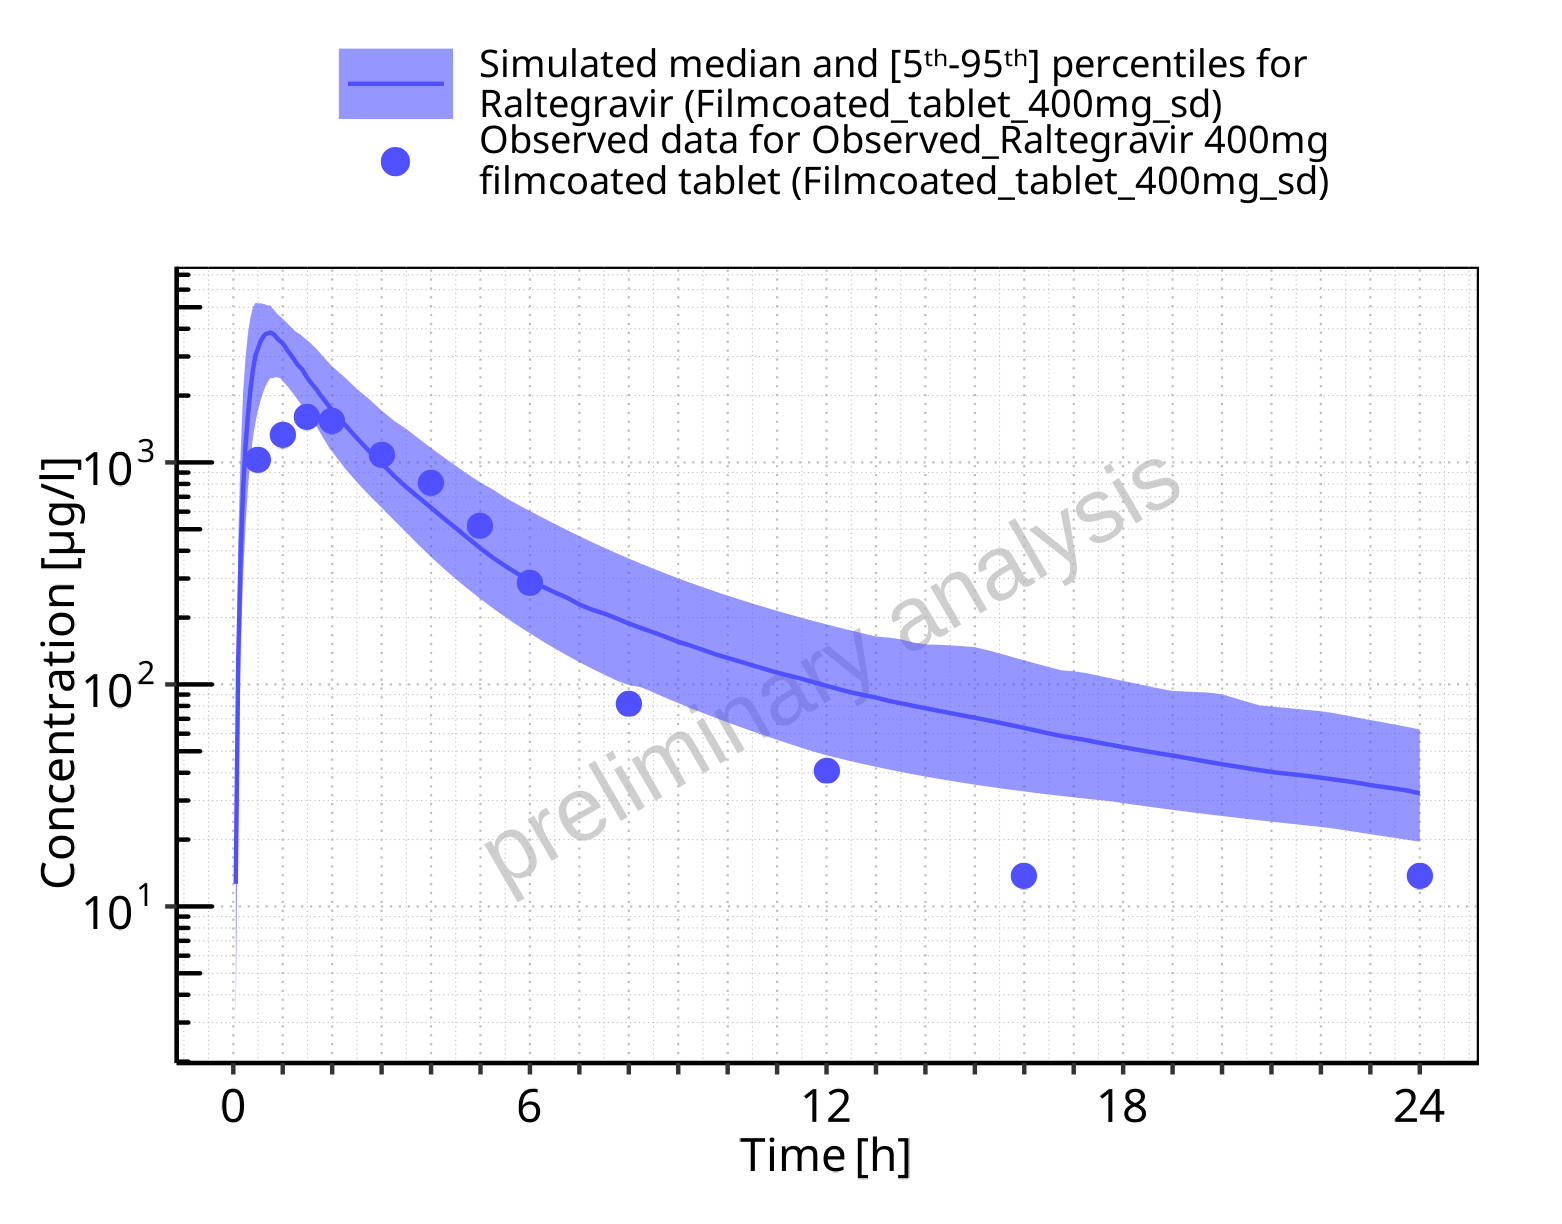 Simulated median and [5th-95th] percentiles for
Raltegravir (Filmcoated_tablet_400mg_sd)
Observed data for Observed_Raltegravir 400mg
filmcoated tablet (Filmcoated_tablet_400mg_sd)
Concentration [µg/l]
10³
10²
10¹
preliminary analysis
0 6 12 18 24
Time [h]